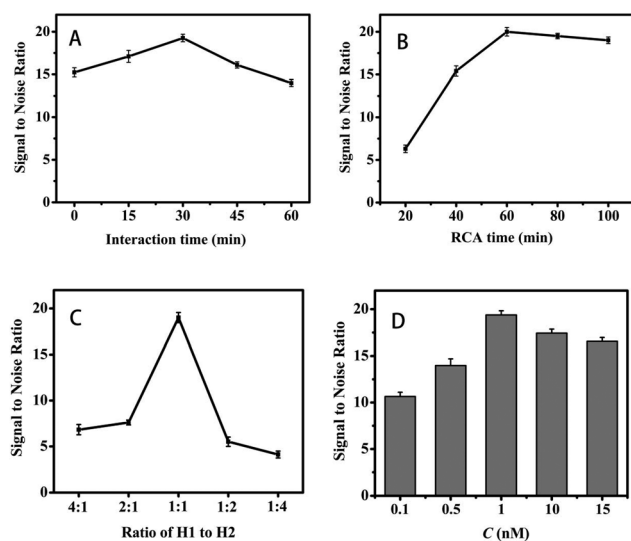 A
Signal to Noise Ratio
20
15
10
5
0
0 15 30 45 60
Interaction time (min)
B
Signal to Noise Ratio
20
15
10
5
0
20 40 60 80 100
RCA time (min)
C
Signal to Noise Ratio
20
15
10
5
0
4:1 2:1 1:1 1:2 1:4
Ratio of H1 to H2
D
Signal to Noise Ratio
20
15
10
5
0
0.1 0.5 1 10 15
C (nM)